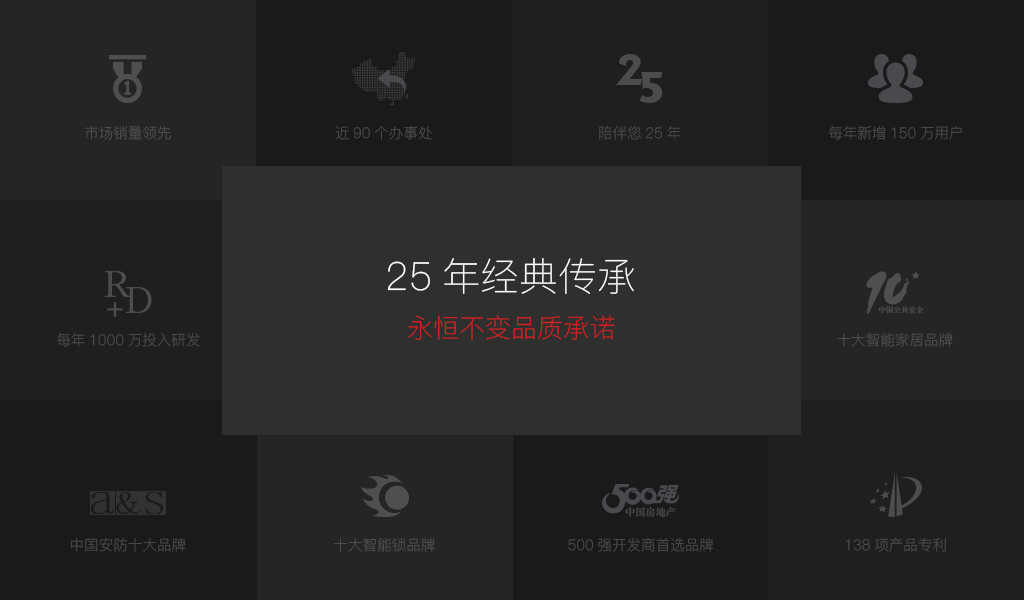 1
市场销量领先
近 90 个办事处
25
陪伴您 25 年
每年新增 150 万用户
25 年经典传承
永恒不变品质承诺
R
+D
每年 1000 万投入研发
10
中国公共安全
十大智能家居品牌
a&s
中国安防十大品牌
十大智能锁品牌
500强
中国房地产
500 强开发商首选品牌
138 项产品专利